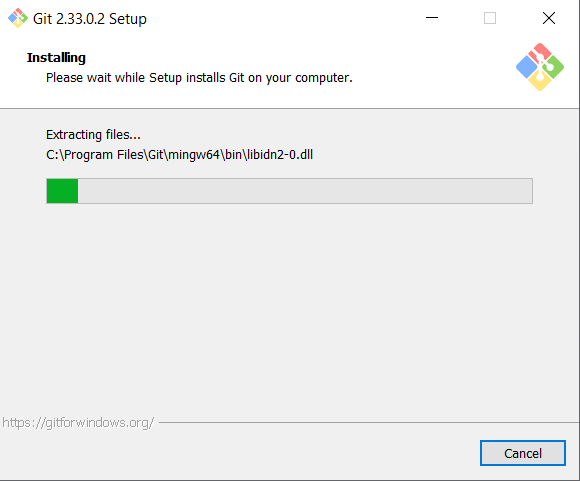 Git 2.33.0.2 Setup
Installing
Please wait while Setup installs Git on your computer.
Extracting files...
C:\Program Files\Git\mingw64\bin\libidn2-0.dll
https://gitforwindows.org/
Cancel